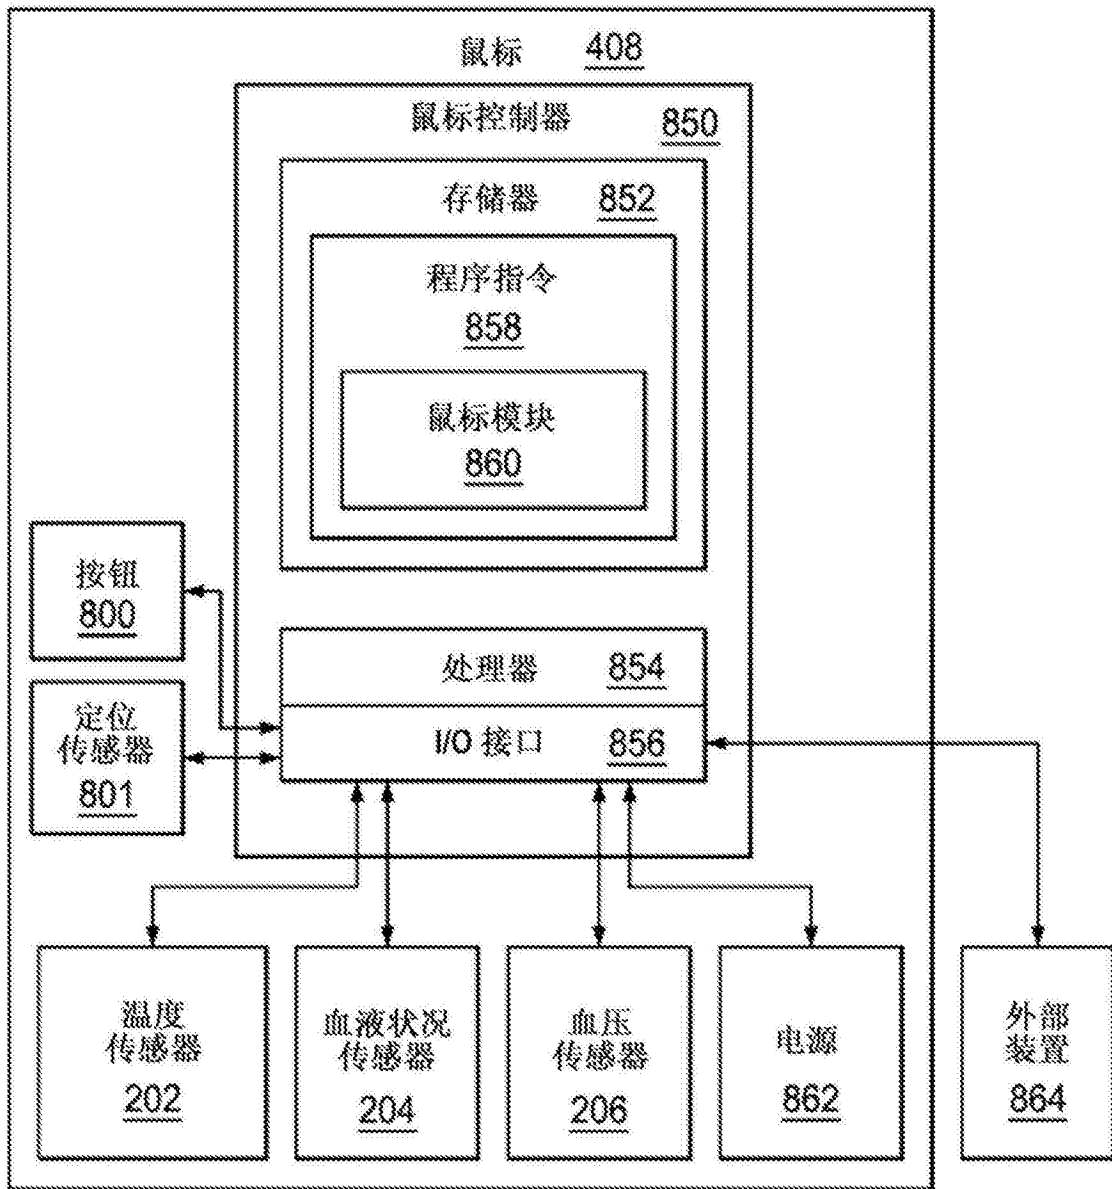 鼠标 408
鼠标控制器 850
存储器 852
程序指令
858
鼠标模块
860
按钮
800
处理器 854
定位
传感器
801
I/O 接口 856
温度
传感器
202
血液状况
传感器
204
血压
传感器
206
电源
862
外部
装置
864